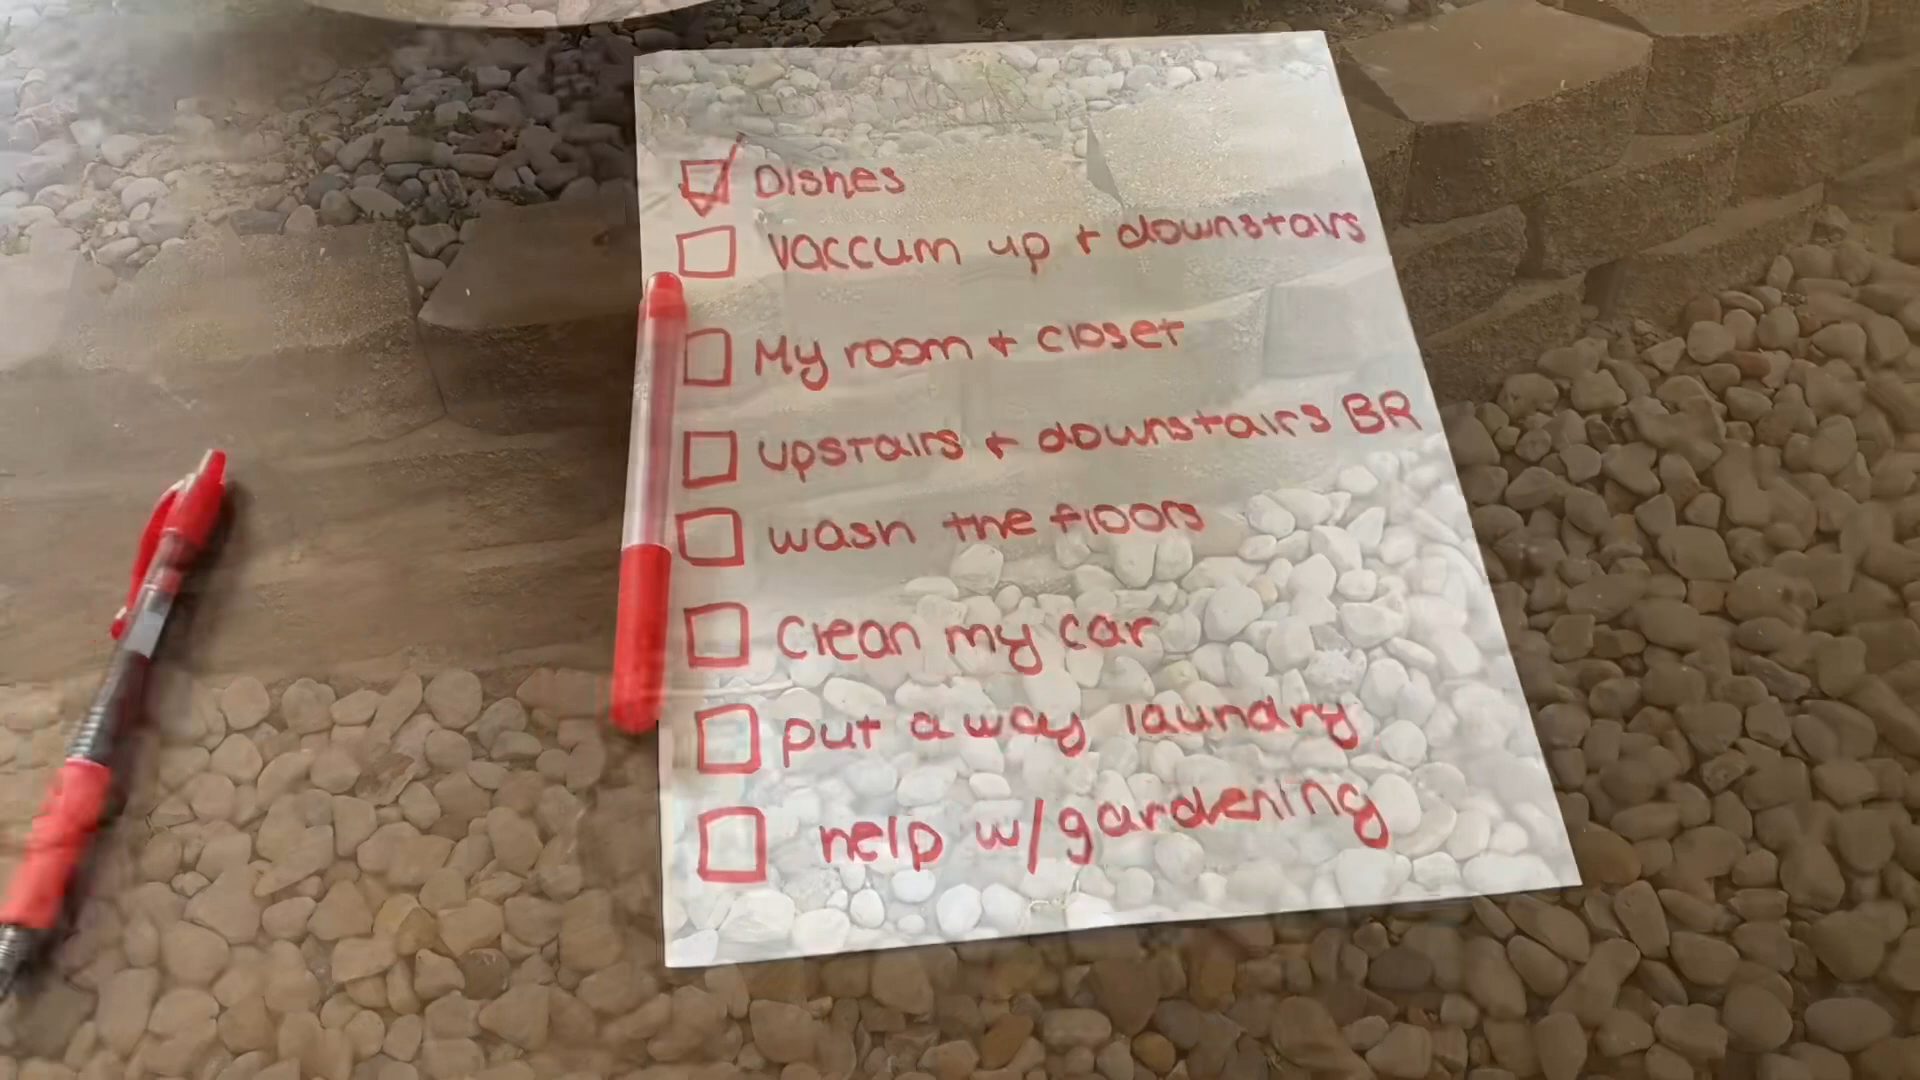 Dishes
vaccum up + downstairs
My room + closet
upstairs + downstairs BR
wash the floors
Clean my car
put away laundry
help w/gardening